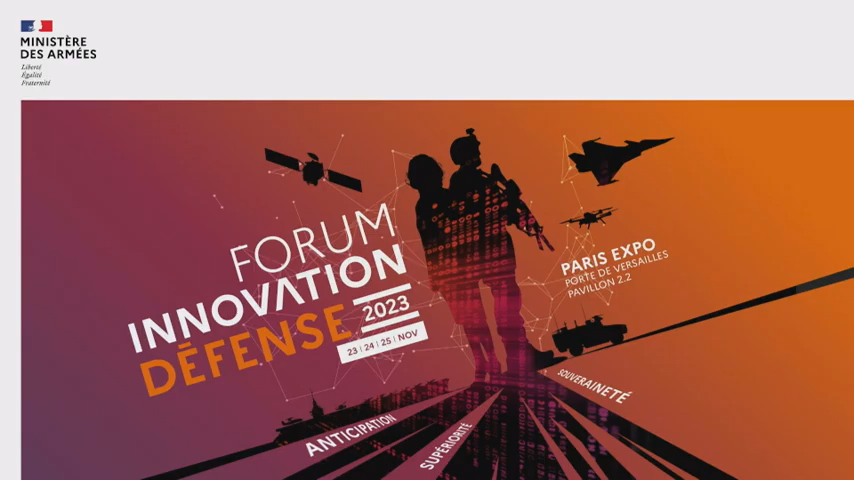 MINISTÈRE
DES ARMÉES
Liberté
Égalité
Fraternité
FORUM
INNOVATION
DÉFENSE
2023
23 | 24 | 25 | NOV
PARIS EXPO
PORTE DE VERSAILLES
PAVILLON 2.2
ANTICIPATION
SUPÉRIORITÉ
SOUVERAINETÉ